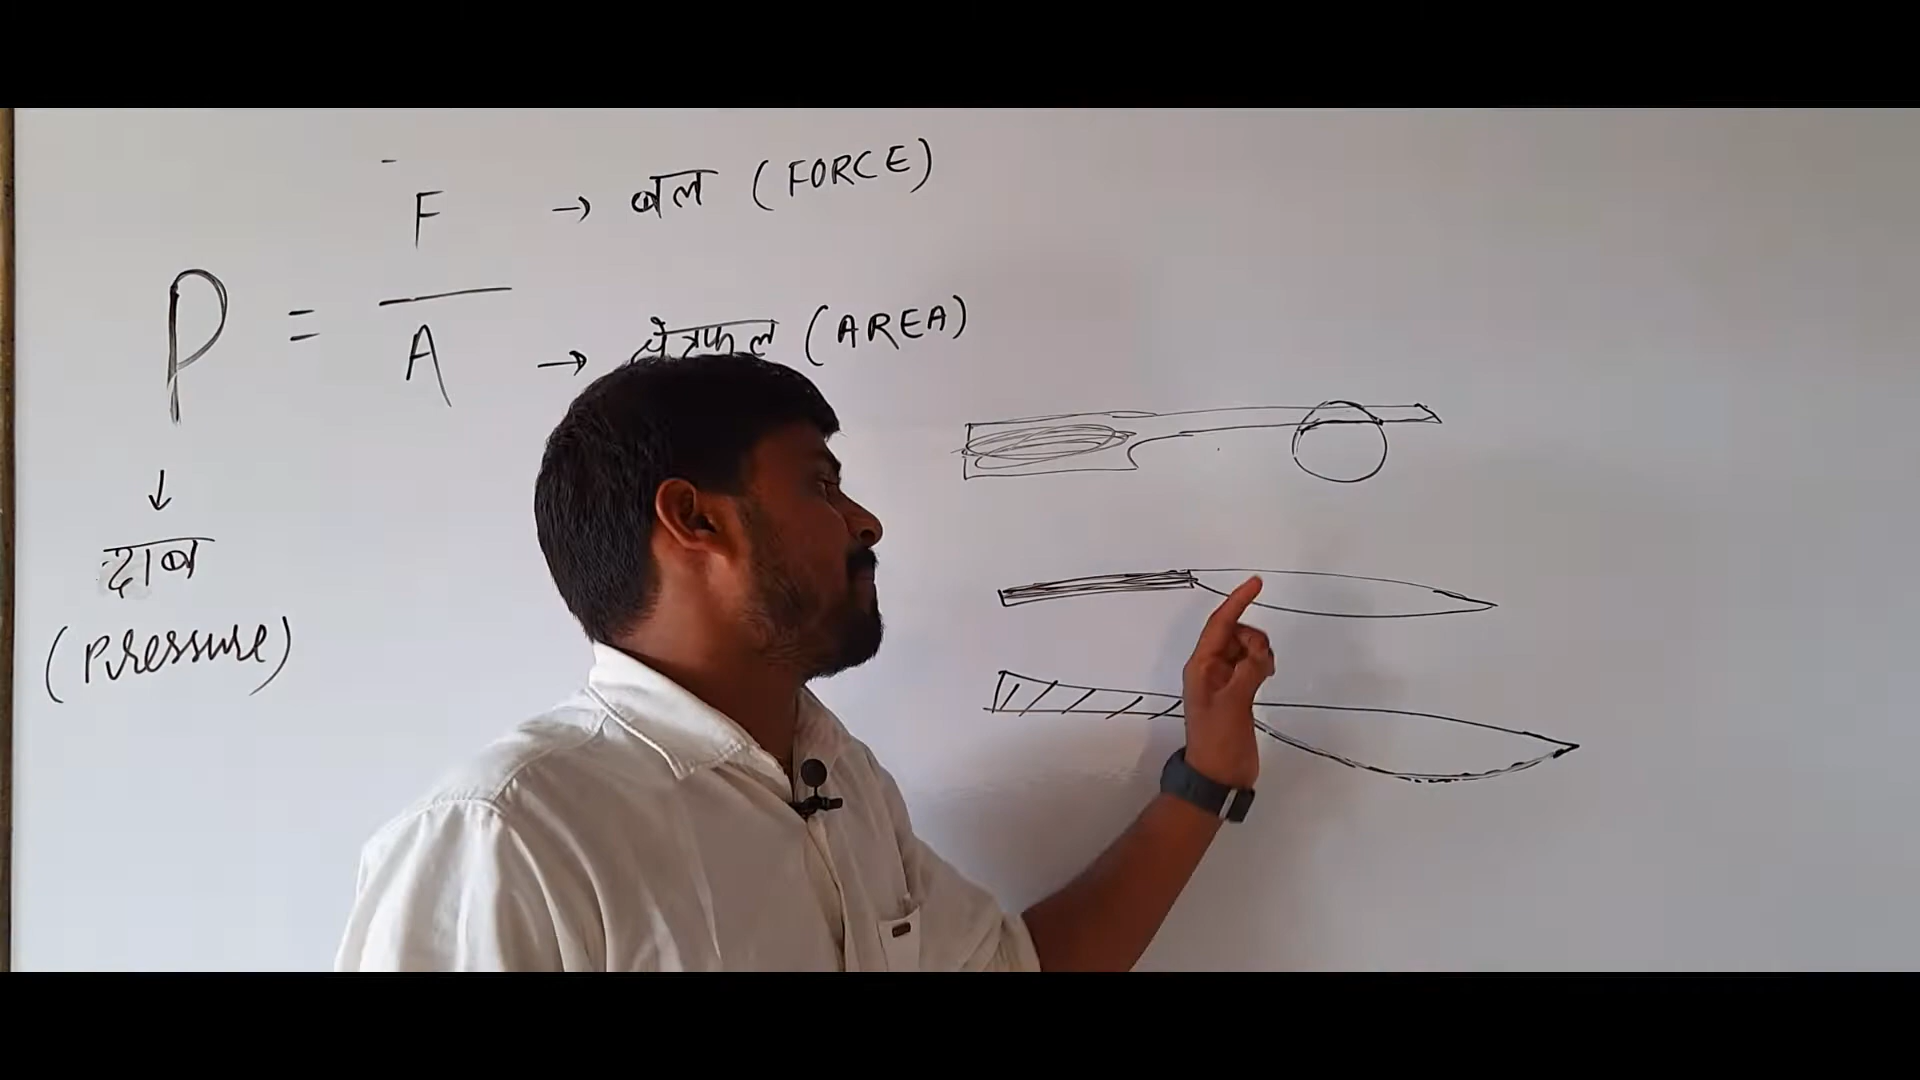 F → बल (FORCE)
P =
A → क्षेत्रफल (AREA)
↓
दाब
(Pressure)